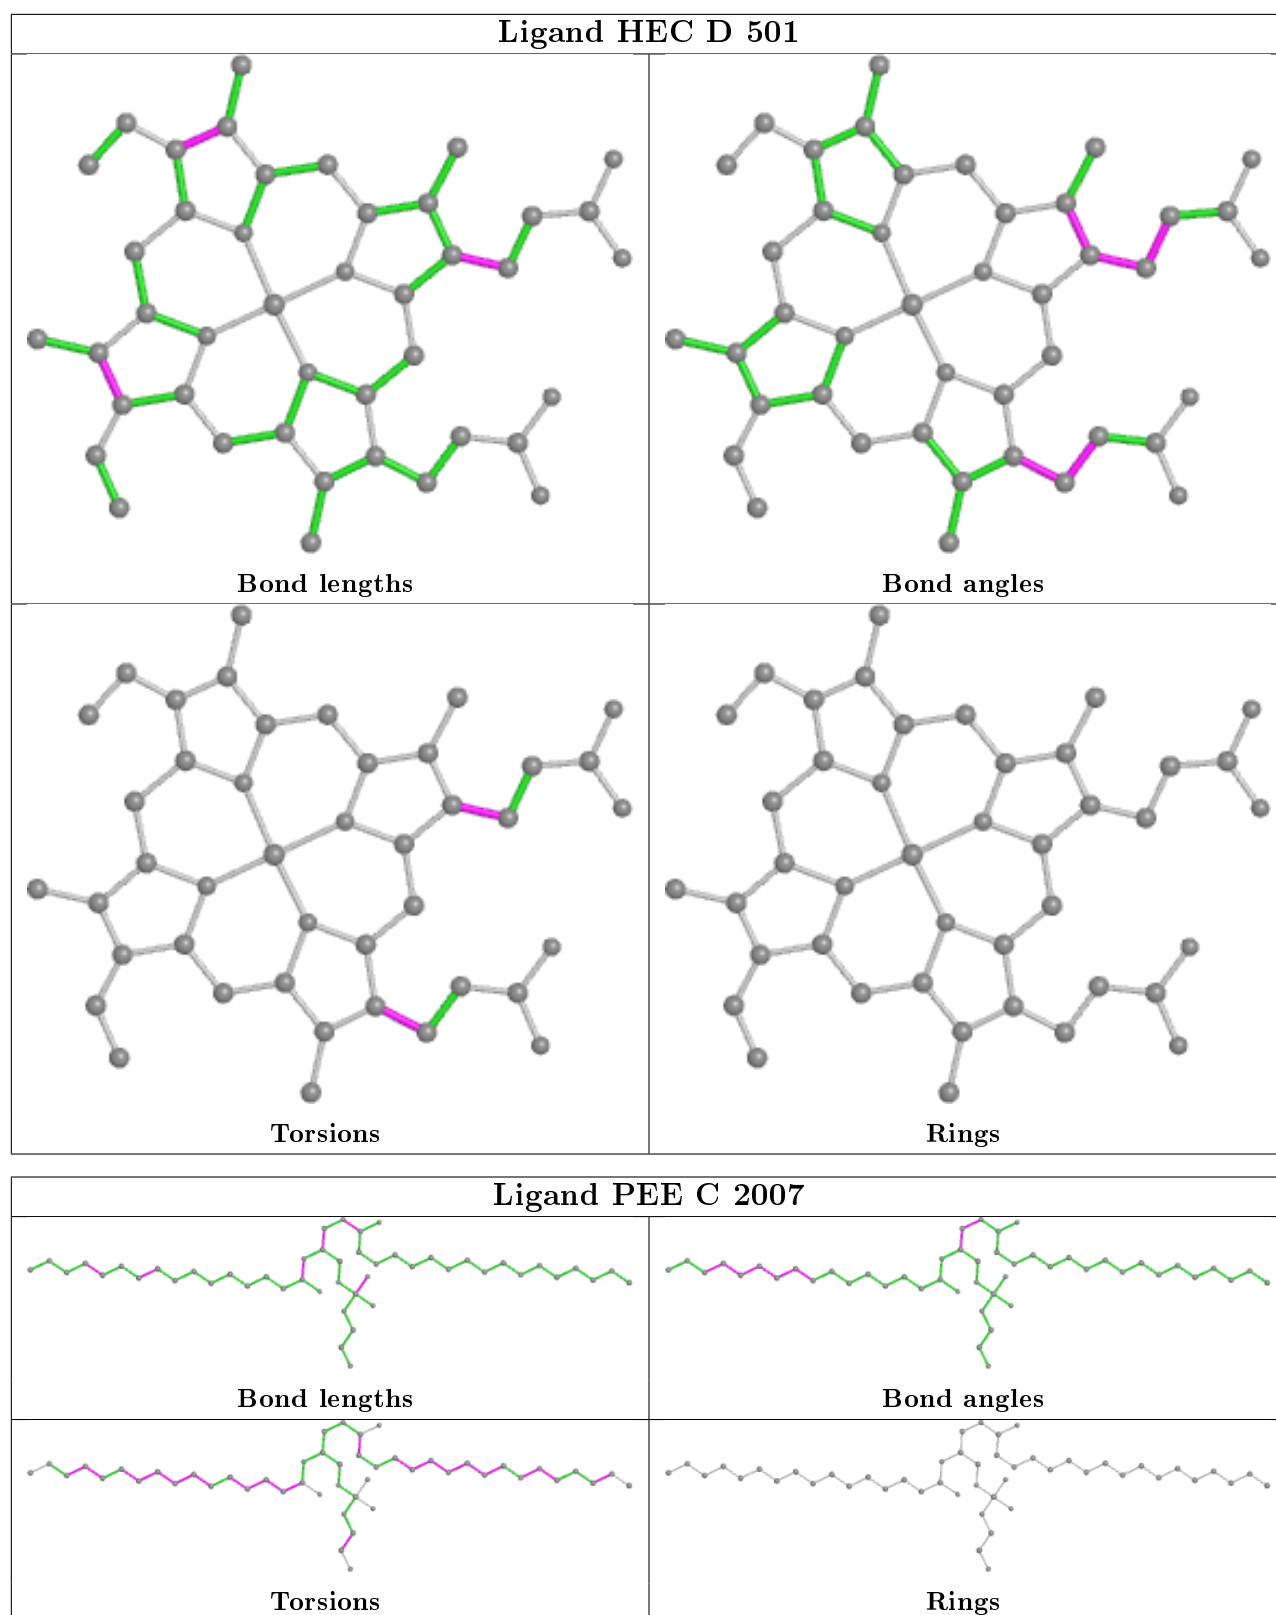 Ligand HEC D 501
Bond lengths
Bond angles
Torsions
Rings
Ligand PEE C 2007
Bond lengths
Bond angles
Torsions
Rings